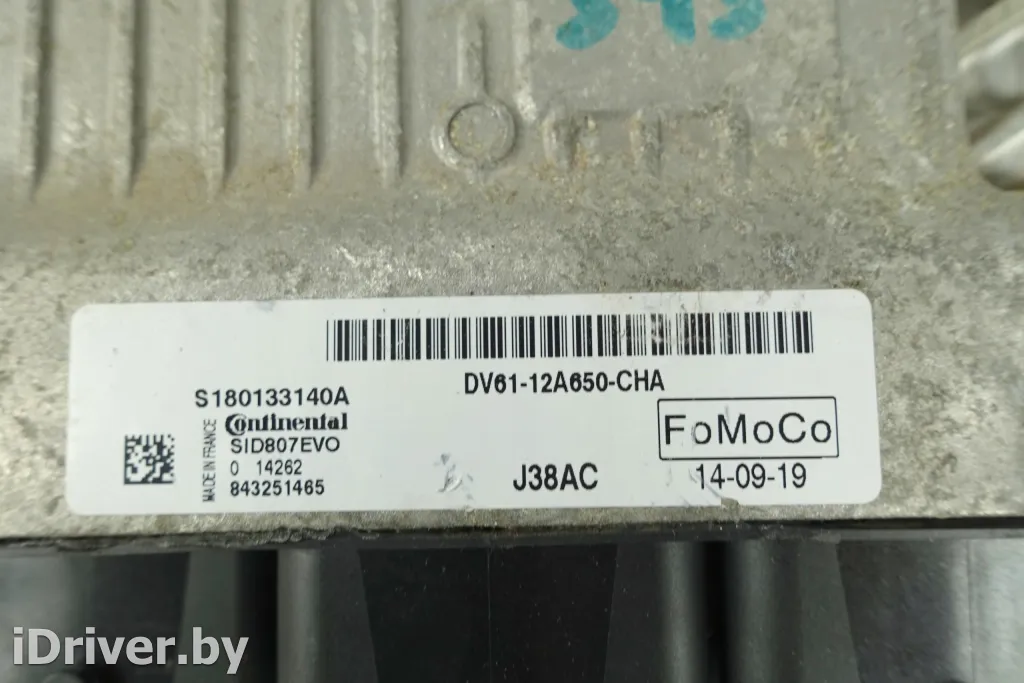 DV61-12A650-CHA
S180133140A
Continental
SID807EVO
0 14262
843251465
MADE IN FRANCE
J38AC
FoMoCo
14-09-19
iDriver.by